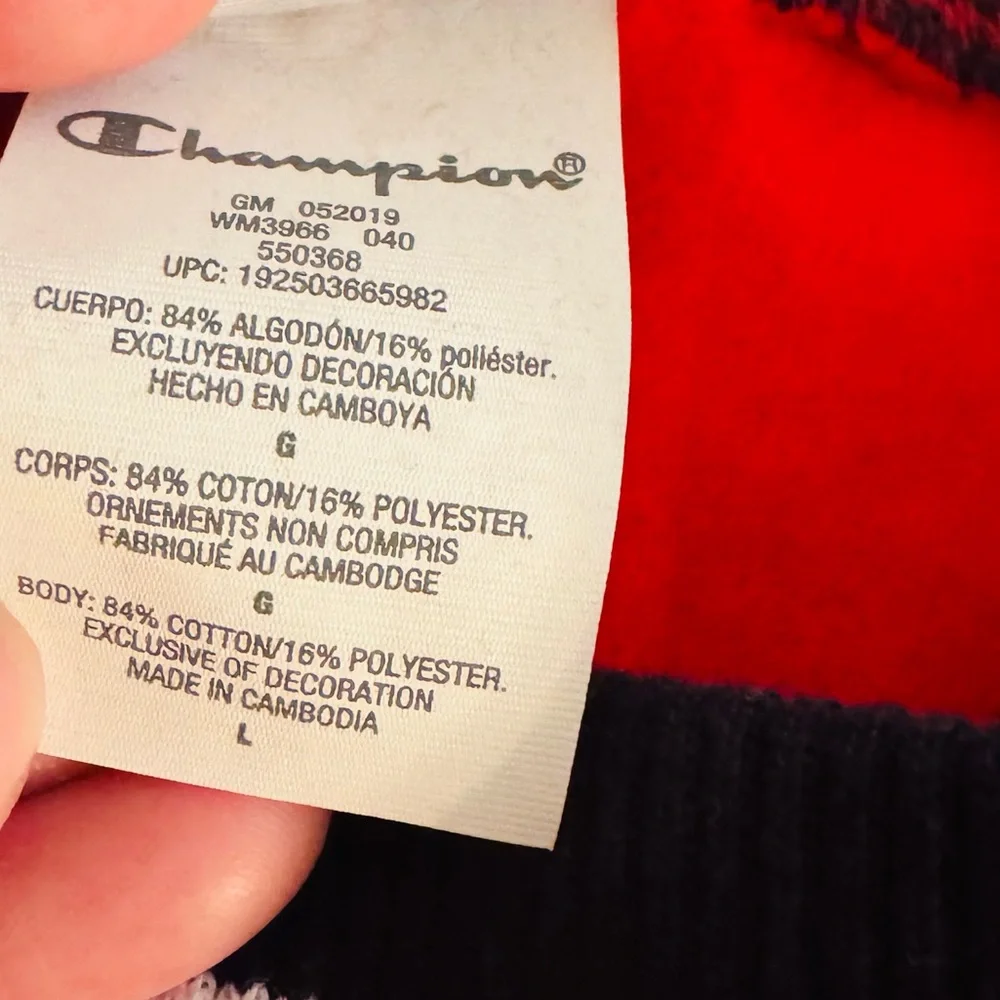 Champion®
GM 052019
WM3966 040
550368
UPC: 192503665982
CUERPO: 84% ALGODÓN/16% poliéster.
EXCLUYENDO DECORACIÓN
HECHO EN CAMBOYA
G
CORPS: 84% COTON/16% POLYESTER.
ORNEMENTS NON COMPRIS
FABRIQUÉ AU CAMBODGE
G
BODY: 84% COTTON/16% POLYESTER.
EXCLUSIVE OF DECORATION
MADE IN CAMBODIA
L